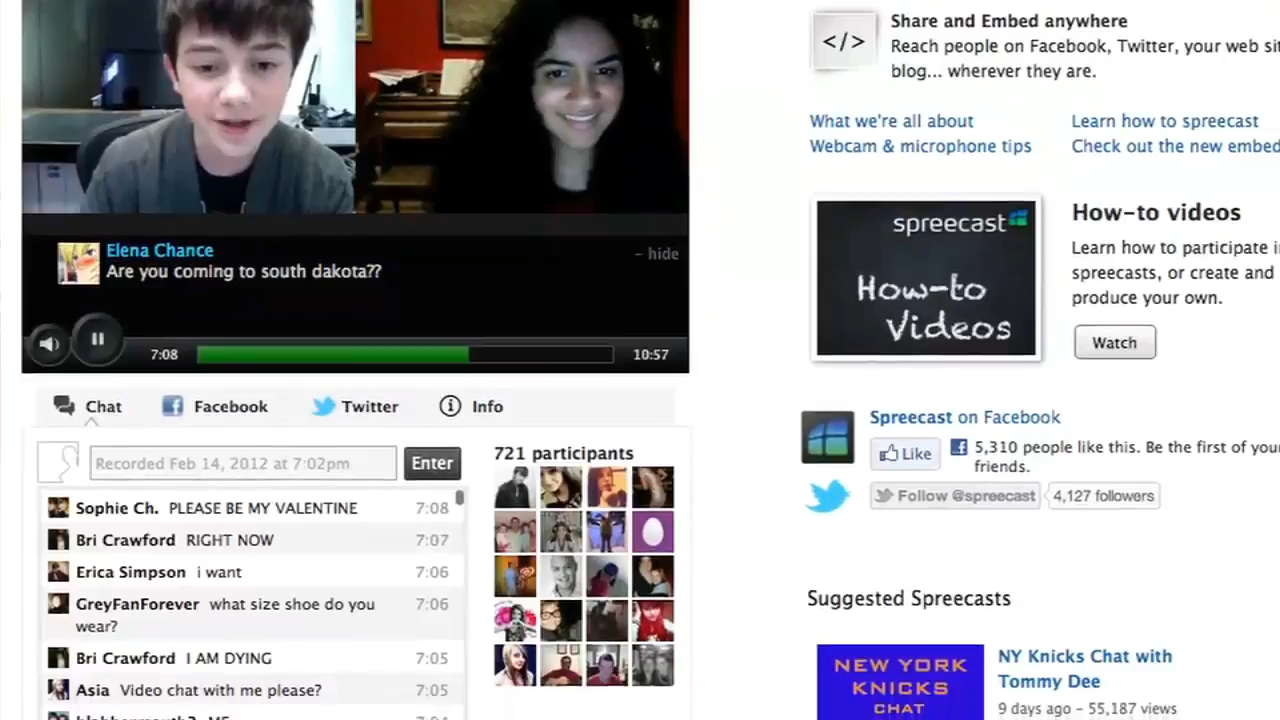 Share and Embed anywhere
Reach people on Facebook, Twitter, your web sit
blog... wherever they are.
What we're all about
Learn how to spreecast
Webcam & microphone tips
Check out the new embed
Elena Chance
Are you coming to south dakota??
– hide
spreecast
How-to
Videos
How-to videos
Learn how to participate i
spreecasts, or create and
produce your own.
Watch
7:08
10:57
Chat
Facebook
Twitter
Info
Recorded Feb 14, 2012 at 7:02pm
Enter
721 participants
Sophie Ch. PLEASE BE MY VALENTINE 7:08
Bri Crawford RIGHT NOW 7:07
Erica Simpson i want 7:06
GreyFanForever what size shoe do you 7:06
wear?
Bri Crawford I AM DYING 7:05
Asia Video chat with me please? 7:05
Spreecast on Facebook
Like
5,310 people like this. Be the first of your
friends.
Follow @spreecast
4,127 followers
Suggested Spreecasts
NEW YORK
KNICKS
CHAT
NY Knicks Chat with
Tommy Dee
9 days ago – 55,187 views